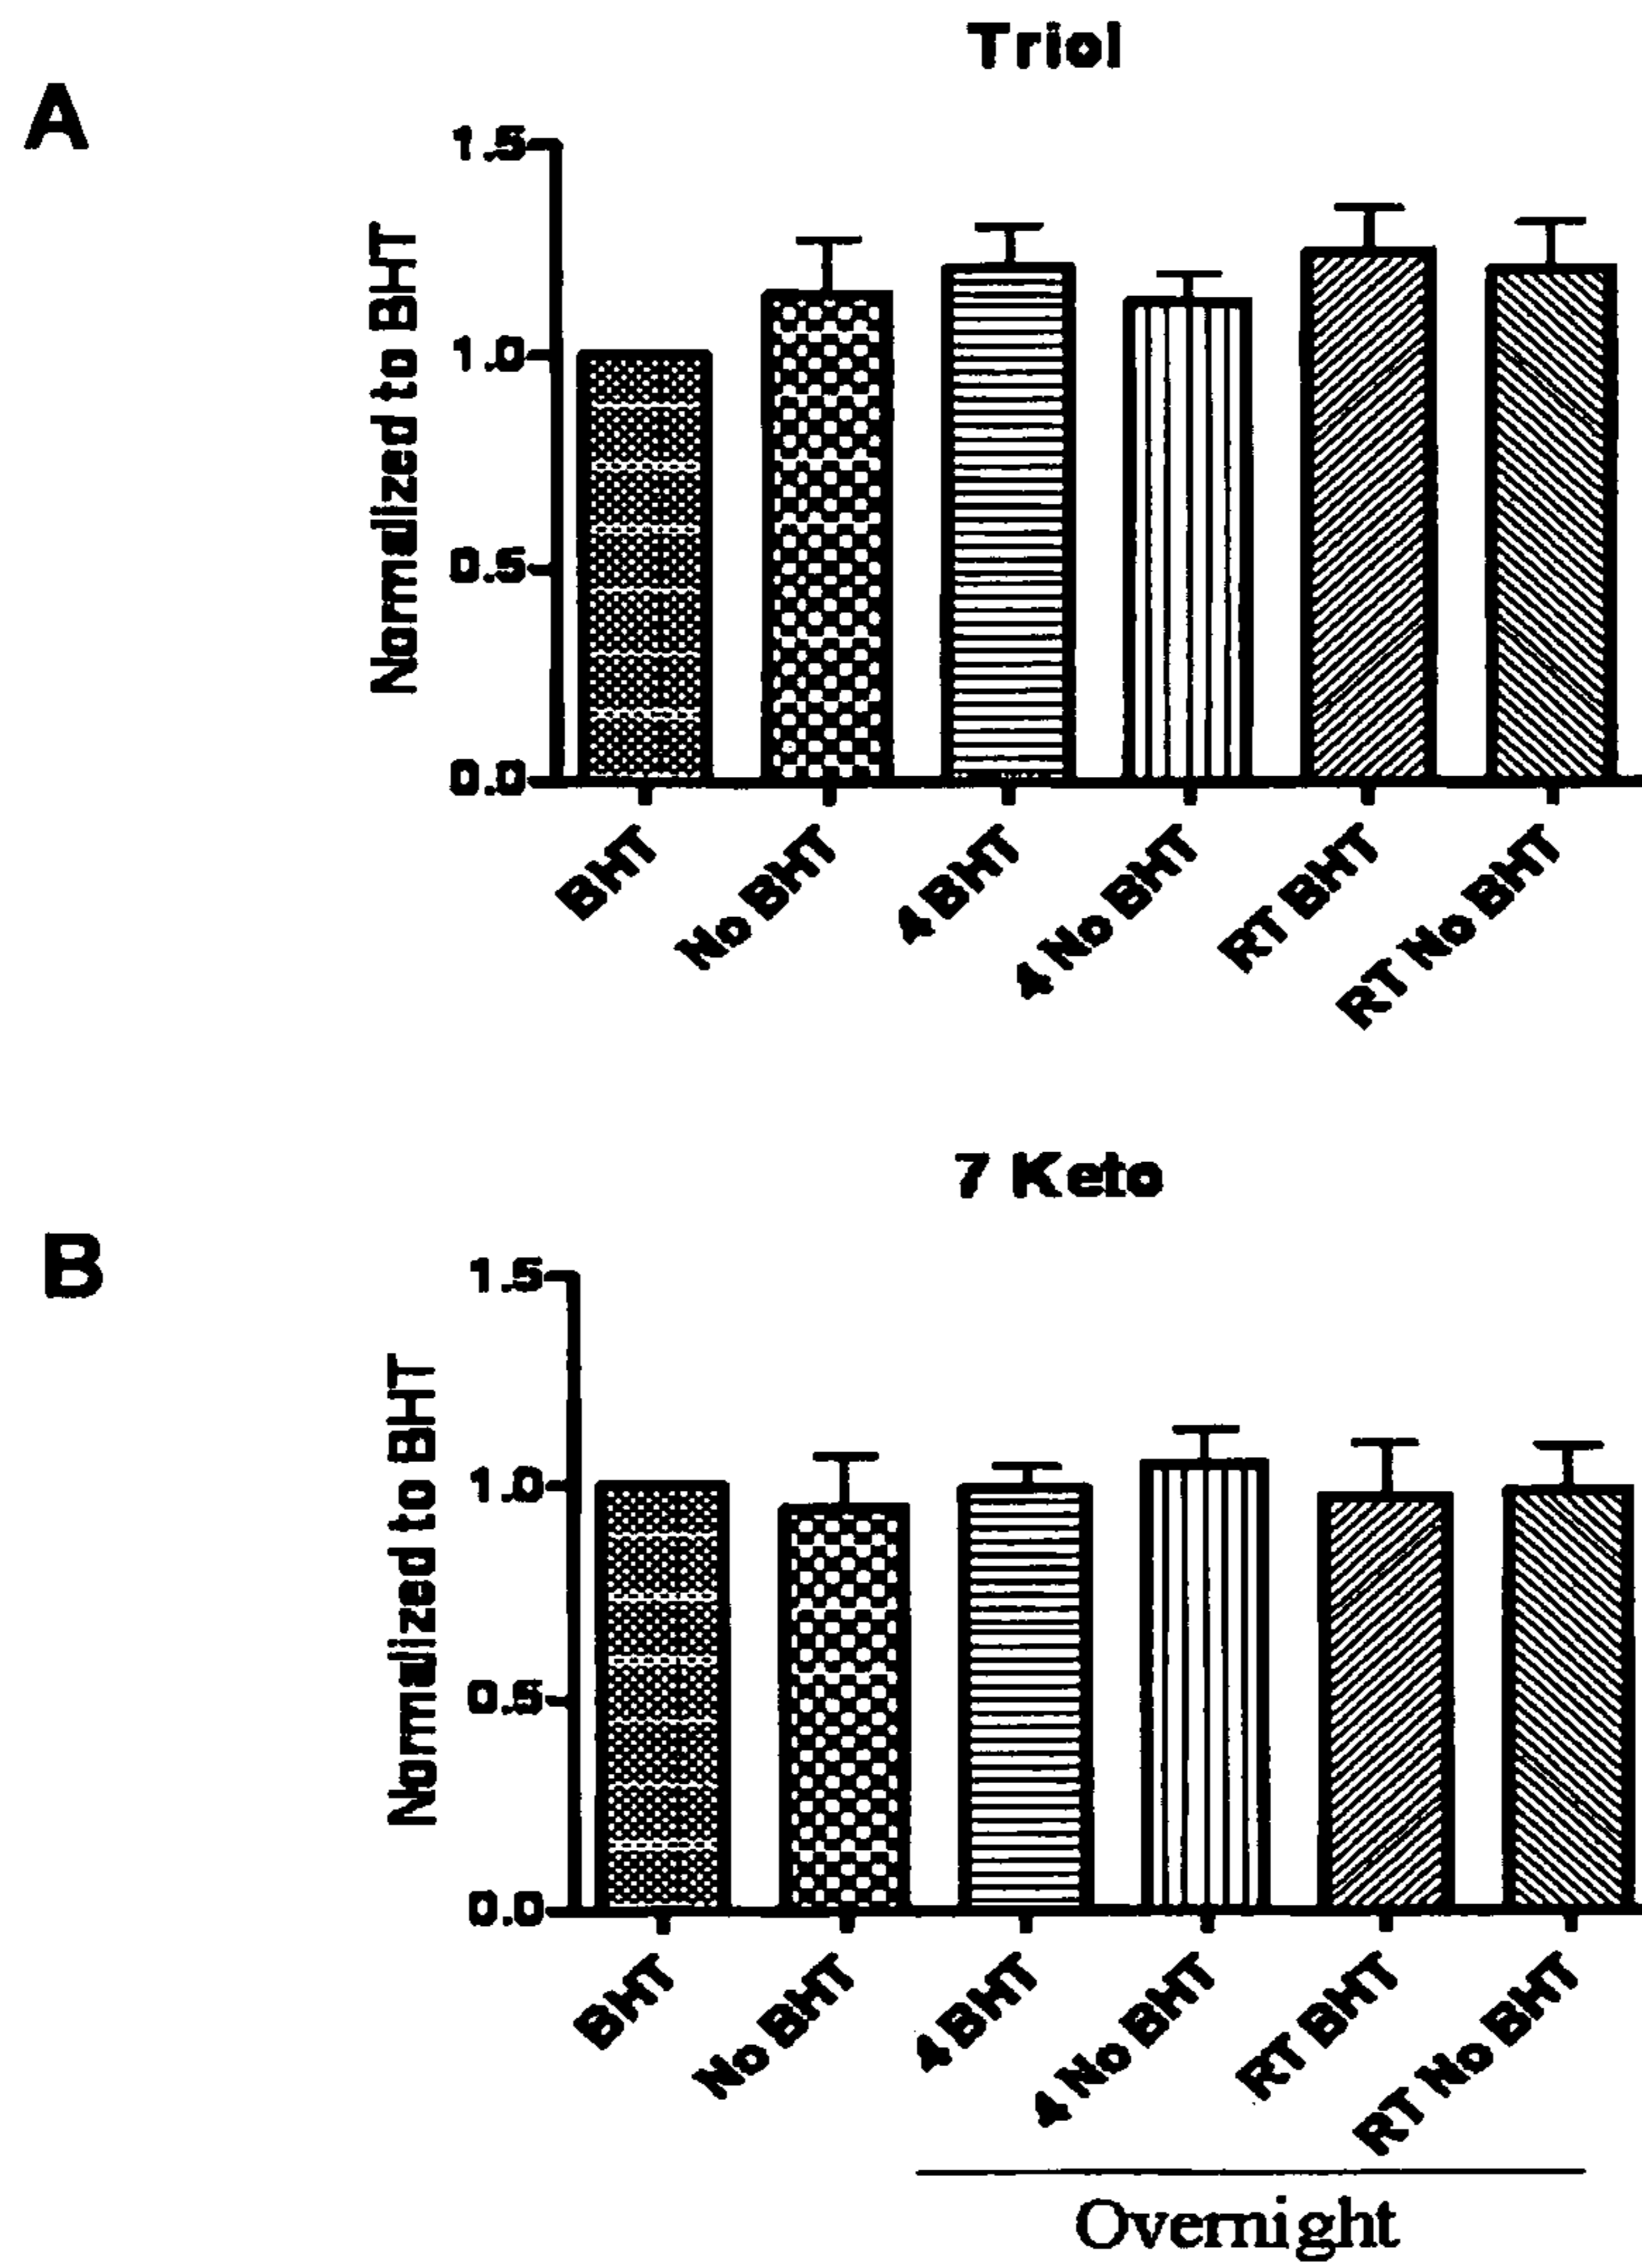 Triol
A
1.5
1.0
0.5
0.0
Normalized to BHT
BHT
No BHT
4 BHT
4 No BHT
RT BHT
RT No BHT
7 Keto
B
1.5
1.0
0.5
0.0
Normalized to BHT
BHT
No BHT
4 BHT
4 No BHT
RT BHT
RT No BHT
Overnight